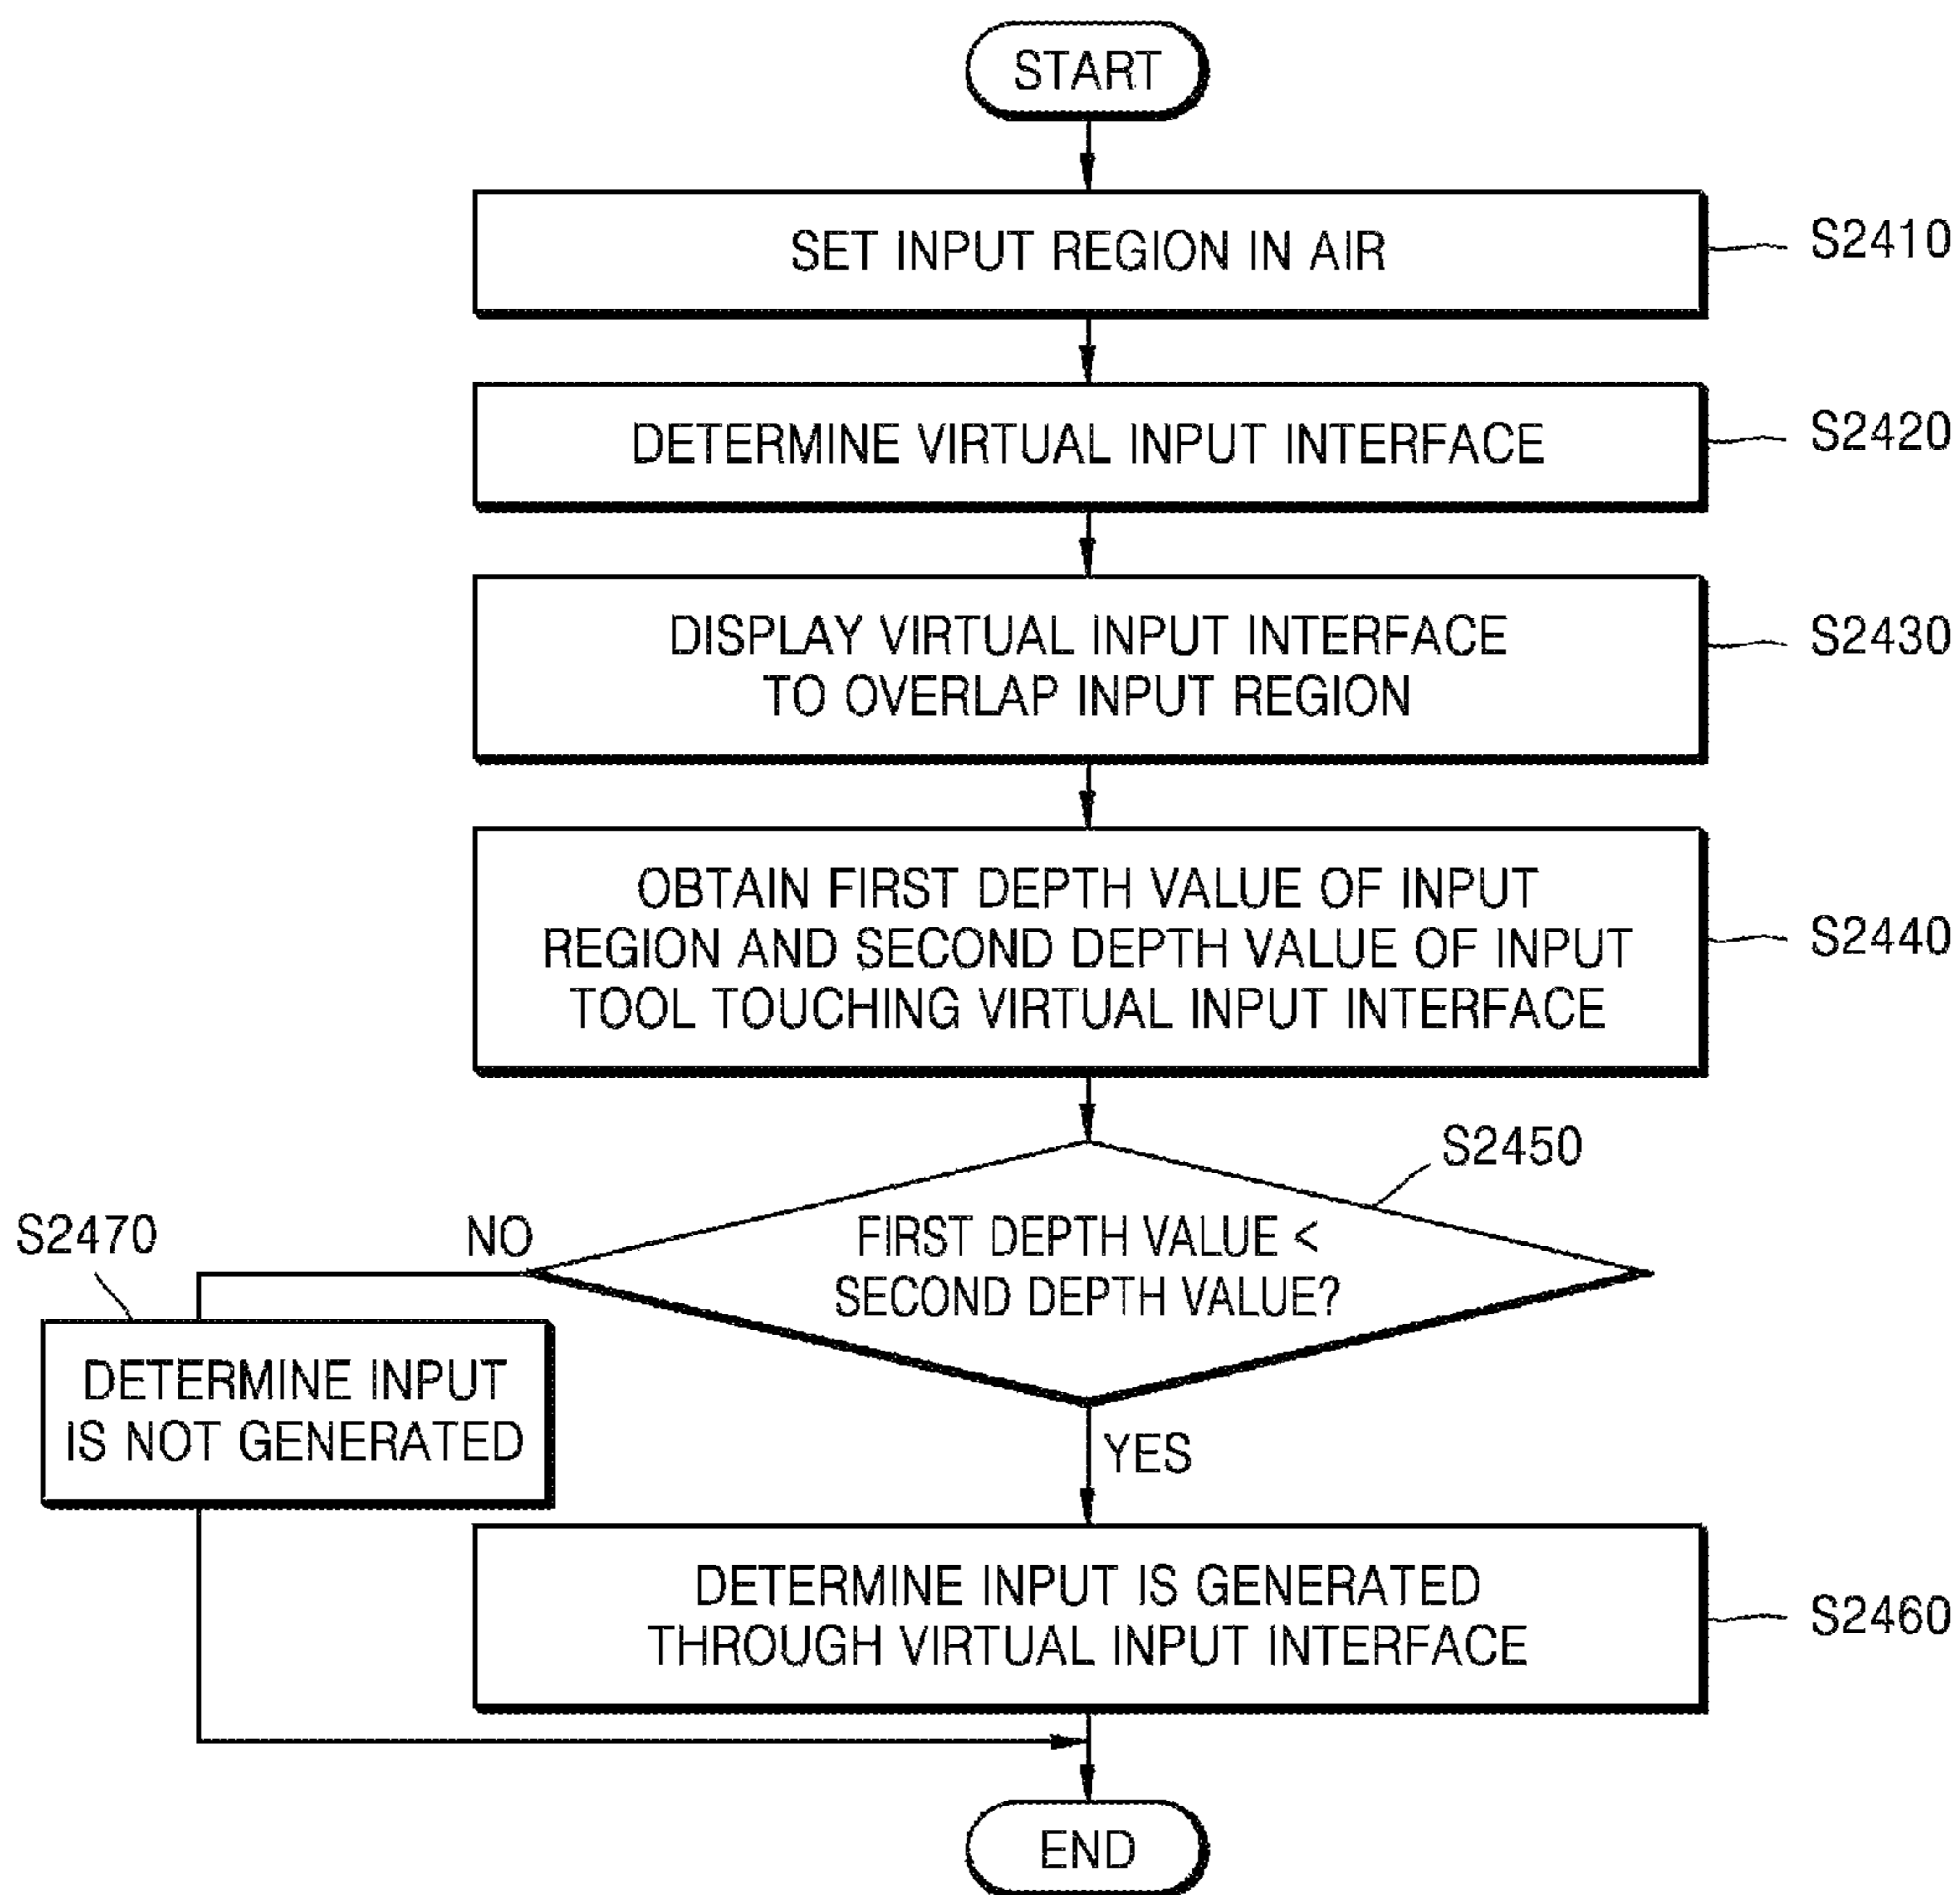 START
SET INPUT REGION IN AIR
S2410
DETERMINE VIRTUAL INPUT INTERFACE
S2420
DISPLAY VIRTUAL INPUT INTERFACE
TO OVERLAP INPUT REGION
S2430
OBTAIN FIRST DEPTH VALUE OF INPUT
REGION AND SECOND DEPTH VALUE OF INPUT
TOOL TOUCHING VIRTUAL INPUT INTERFACE
S2440
S2450
FIRST DEPTH VALUE <
SECOND DEPTH VALUE?
NO
S2470
DETERMINE INPUT
IS NOT GENERATED
YES
DETERMINE INPUT IS GENERATED
THROUGH VIRTUAL INPUT INTERFACE
S2460
END